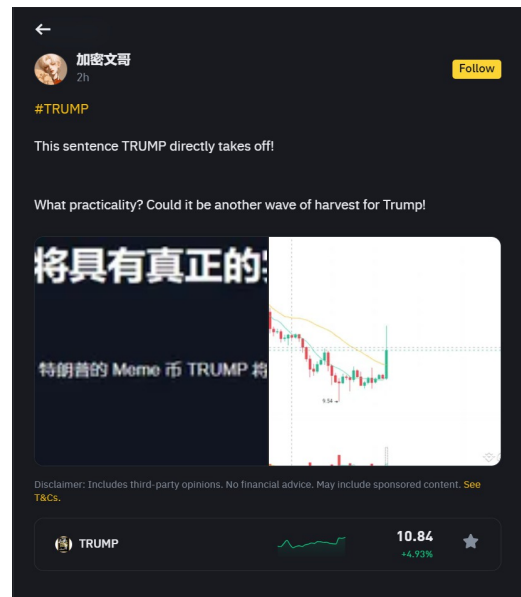 加密文哥
2h
Follow
#TRUMP
This sentence TRUMP directly takes off!
What practicality? Could it be another wave of harvest for Trump!
将具有真正的
特朗普的 Meme 币 TRUMP 将
9.54
Disclaimer: Includes third-party opinions. No financial advice. May include sponsored content. See
T&Cs.
TRUMP
10.84
+4.93%